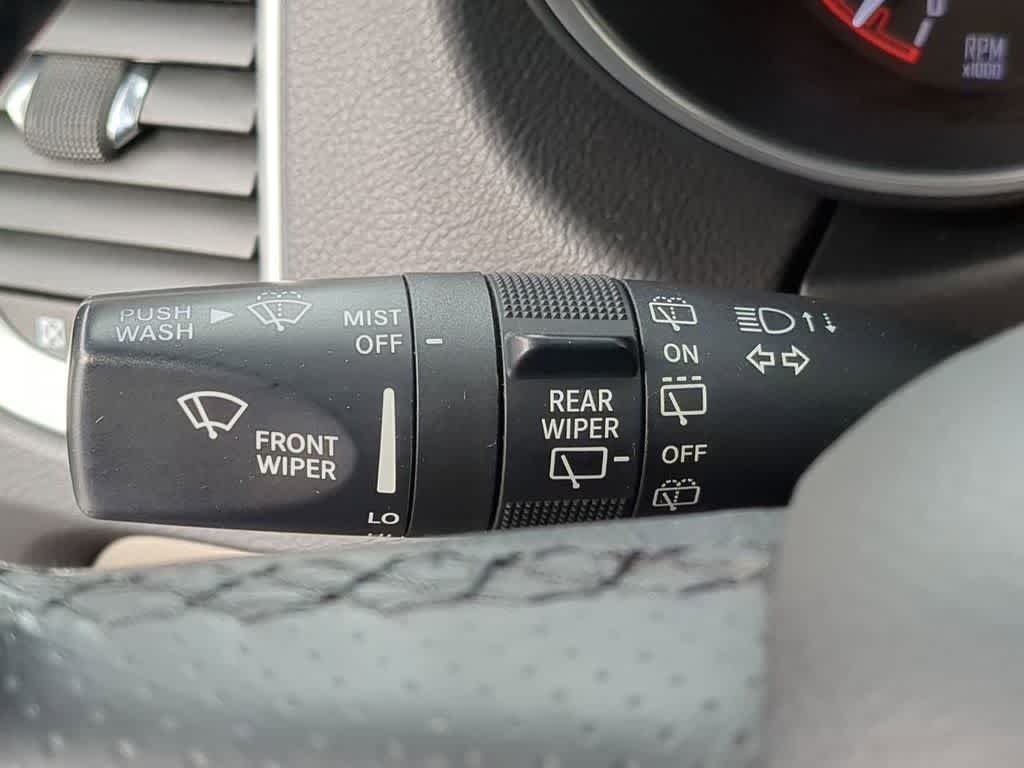 RPM
x1000
PUSH
WASH
MIST
OFF
FRONT
WIPER
LO
REAR
WIPER
ON
OFF